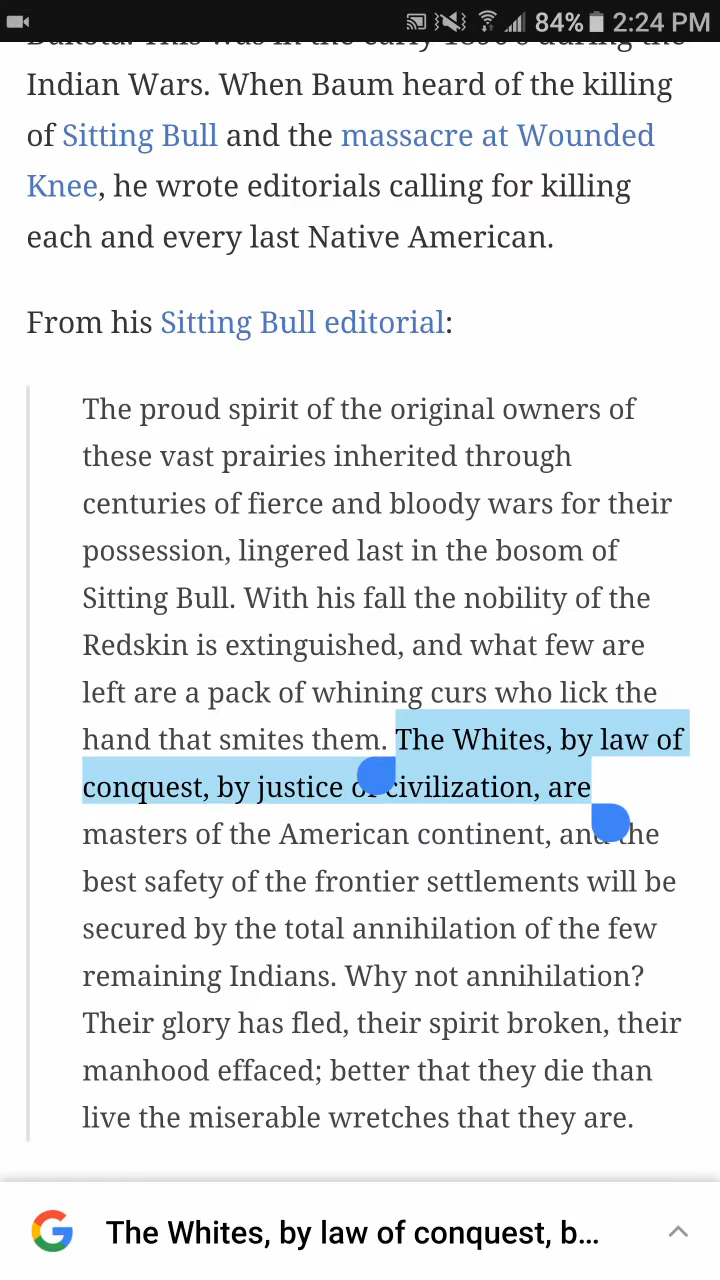 84% 2:24 PM
Indian Wars. When Baum heard of the killing
of Sitting Bull and the massacre at Wounded
Knee, he wrote editorials calling for killing
each and every last Native American.
From his Sitting Bull editorial:
The proud spirit of the original owners of
these vast prairies inherited through
centuries of fierce and bloody wars for their
possession, lingered last in the bosom of
Sitting Bull. With his fall the nobility of the
Redskin is extinguished, and what few are
left are a pack of whining curs who lick the
hand that smites them. The Whites, by law of
conquest, by justice of civilization, are
masters of the American continent, and the
best safety of the frontier settlements will be
secured by the total annihilation of the few
remaining Indians. Why not annihilation?
Their glory has fled, their spirit broken, their
manhood effaced; better that they die than
live the miserable wretches that they are.
G The Whites, by law of conquest, b...